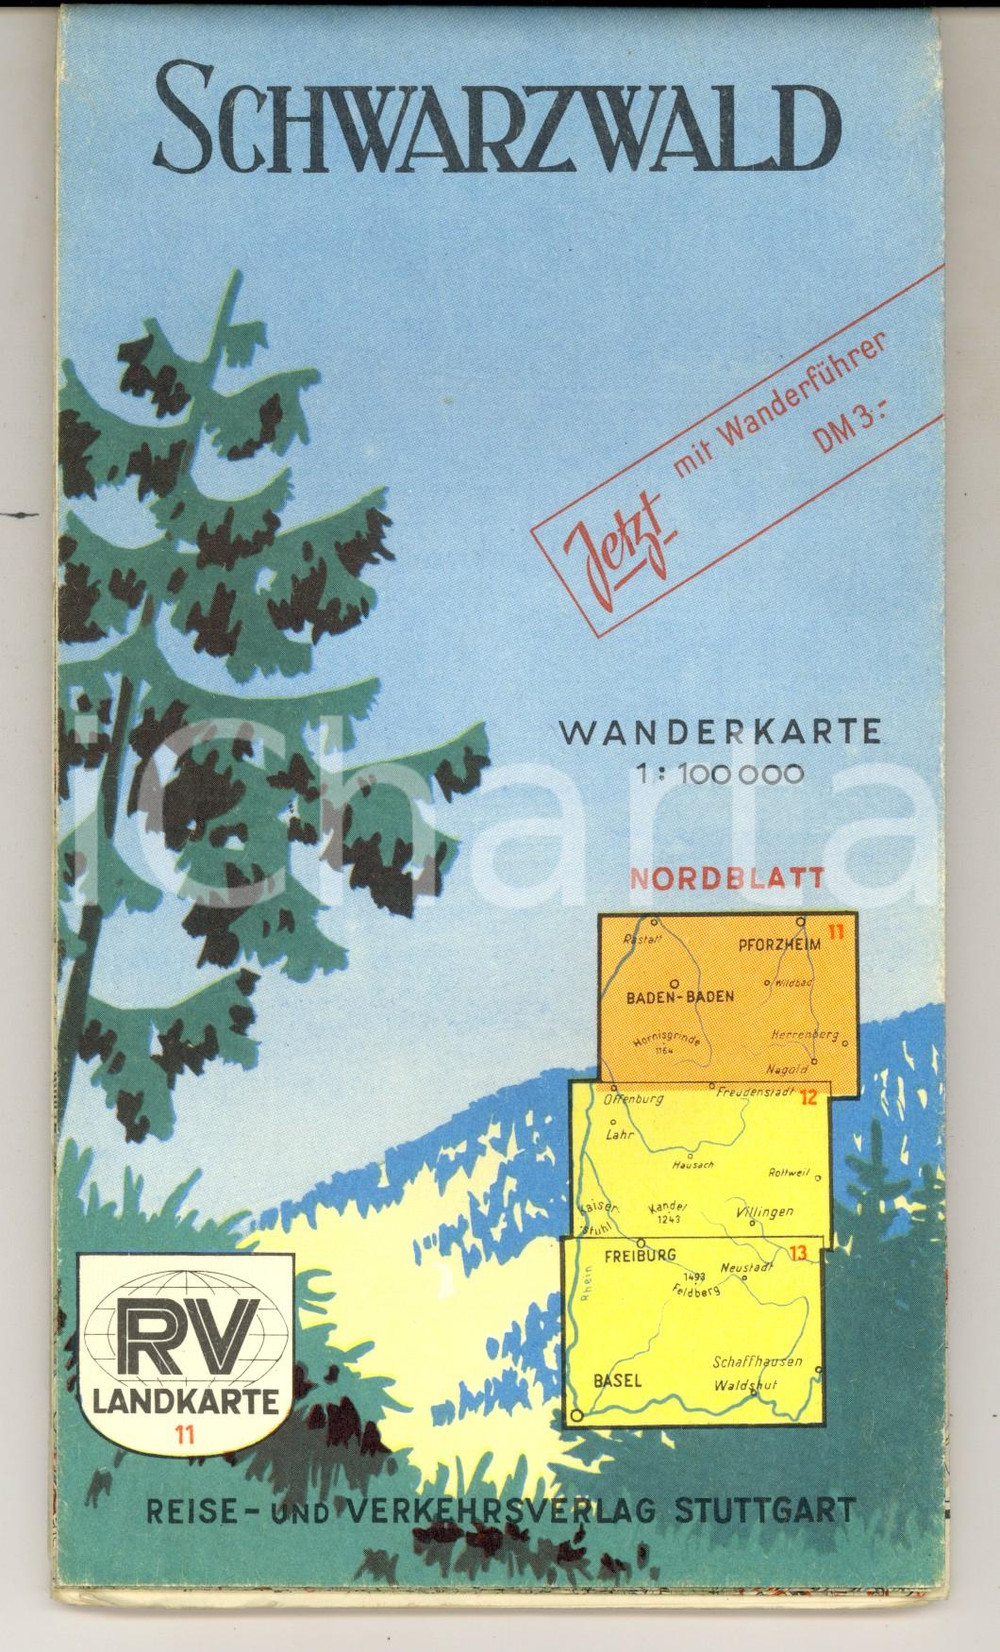 SCHWARZWALD
Jetzt mit Wanderführer
DM 3.-
WANDERKARTE
1 : 100 000
iCharta
NORDBLATT
11
Rastatt
PFORZHEIM
Wildbad
BADEN-BADEN
Hornisgrinde
1164
Herrenberg
Nagold
Freudenstadt
12
Offenburg
Lahr
Hausach
Rottweil
Kaiser-
stuhl
Kandel
1243
Villingen
13
FREIBURG
Neustadt
1493
Feldberg
Rhein
Schaffhausen
BASEL
Waldshut
RV
LANDKARTE
11
REISE- UND VERKEHRSVERLAG STUTTGART